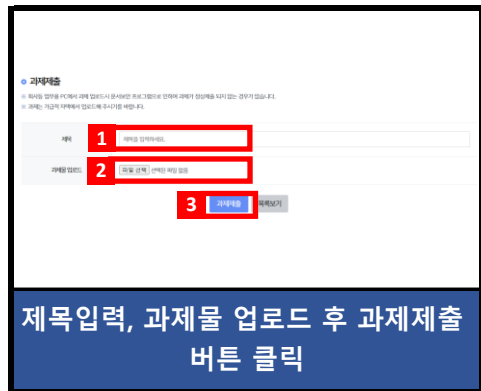 과제제출
회사등 업무용 PC에서 과제 업로드시 문서보안 프로그램으로 인하여 과제가 정상제출 되지 않는 경우가 있습니다.
과제는 가급적 자택에서 업로드해 주시기를 바랍니다.
제목 1 제목을 입력하세요.
과제물 업로드 2 파일 선택 선택된 파일 없음
3 과제제출 목록보기
제목입력, 과제물 업로드 후 과제제출
버튼 클릭